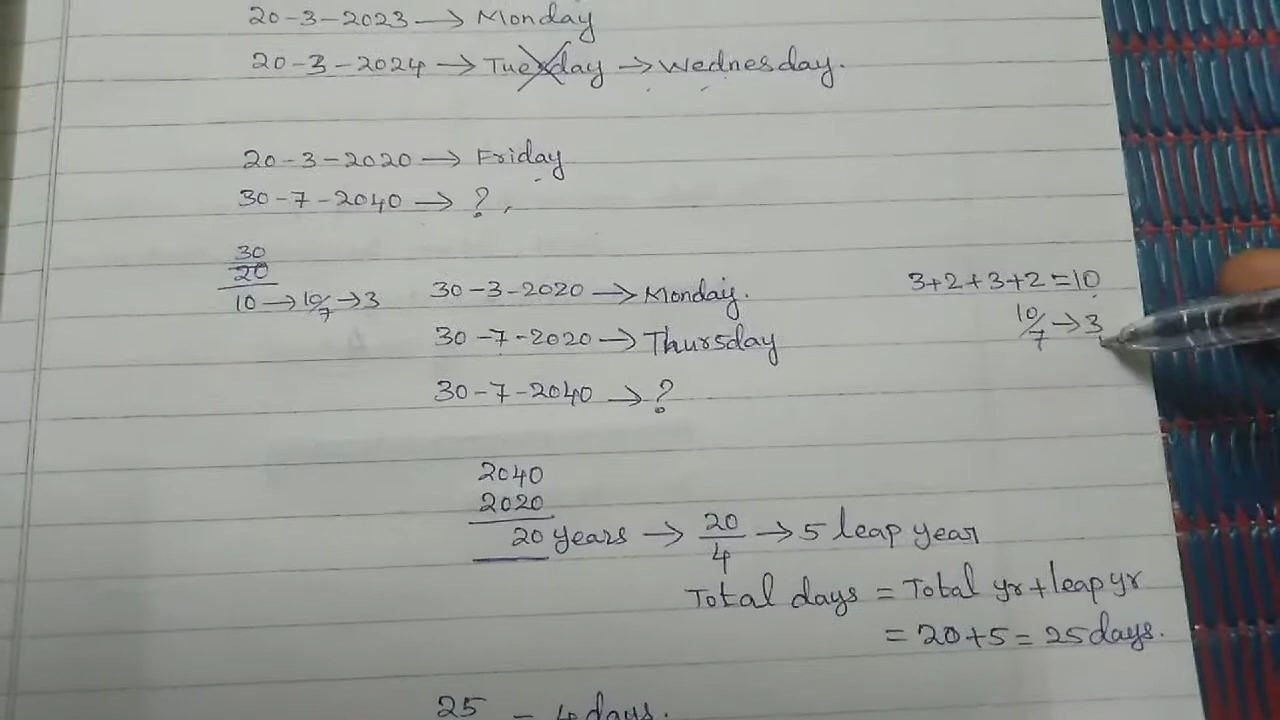 20-3-2023 → Monday
20-3-2024 → Tuesday → Wednesday.
20-3-2020 → Friday
30-7-2040 → ?,
30
20
10 → 10/7 → 3
30-3-2020 → Monday.
3+2+3+2=10
10/7 → 3
30-7-2020 → Thursday
30-7-2040 → ?
2040
2020
20 years → 20/4 → 5 leap year
Total days = Total yr + leap yr
= 20+5 = 25 days.
25 = 4 days.